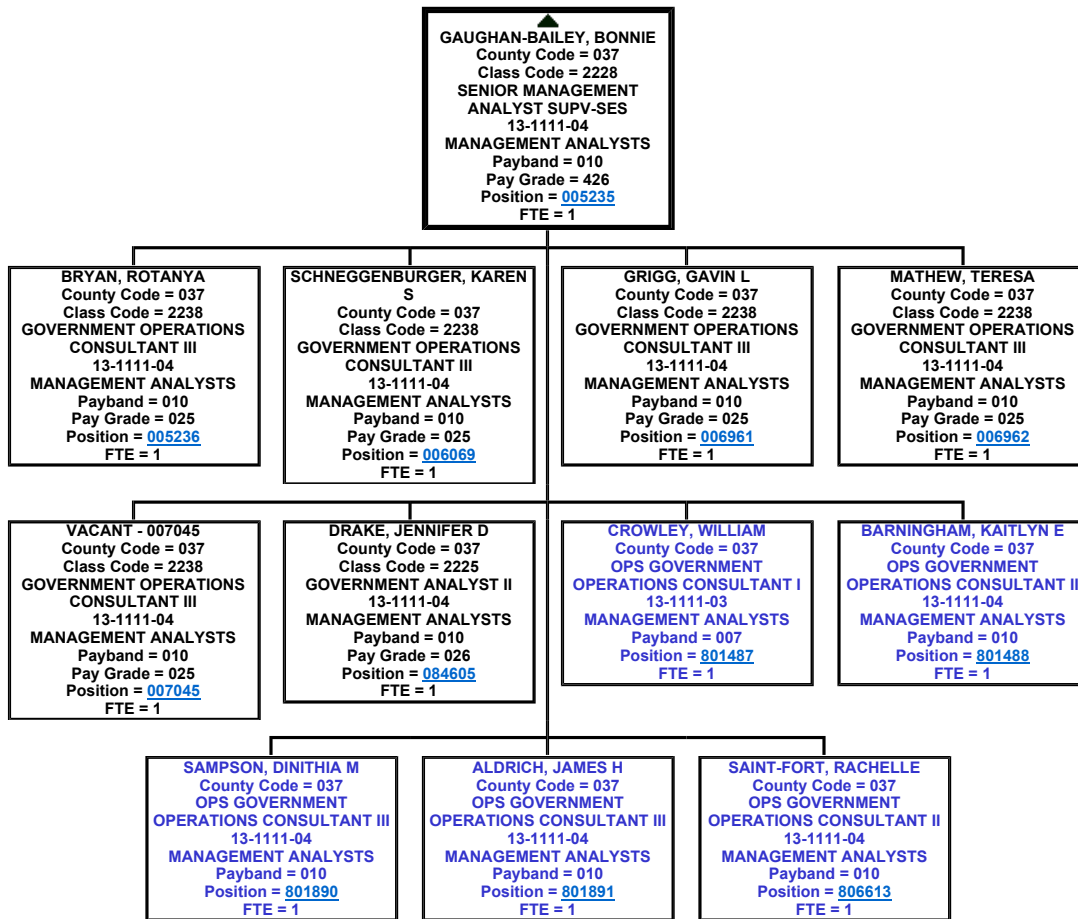 GAUGHAN-BAILEY, BONNIE
County Code = 037
Class Code = 2228
SENIOR MANAGEMENT
ANALYST SUPV-SES
13-1111-04
MANAGEMENT ANALYSTS
Payband = 010
Pay Grade = 426
Position = 005235
FTE = 1
BRYAN, ROTANYA
County Code = 037
Class Code = 2238
GOVERNMENT OPERATIONS
CONSULTANT III
13-1111-04
MANAGEMENT ANALYSTS
Payband = 010
Pay Grade = 025
Position = 005236
FTE = 1
SCHNEGGENBURGER, KAREN
S
County Code = 037
Class Code = 2238
GOVERNMENT OPERATIONS
CONSULTANT III
13-1111-04
MANAGEMENT ANALYSTS
Payband = 010
Pay Grade = 025
Position = 006069
FTE = 1
GRIGG, GAVIN L
County Code = 037
Class Code = 2238
GOVERNMENT OPERATIONS
CONSULTANT III
13-1111-04
MANAGEMENT ANALYSTS
Payband = 010
Pay Grade = 025
Position = 006961
FTE = 1
MATHEW, TERESA
County Code = 037
Class Code = 2238
GOVERNMENT OPERATIONS
CONSULTANT III
13-1111-04
MANAGEMENT ANALYSTS
Payband = 010
Pay Grade = 025
Position = 006962
FTE = 1
VACANT - 007045
County Code = 037
Class Code = 2238
GOVERNMENT OPERATIONS
CONSULTANT III
13-1111-04
MANAGEMENT ANALYSTS
Payband = 010
Pay Grade = 025
Position = 007045
FTE = 1
DRAKE, JENNIFER D
County Code = 037
Class Code = 2225
GOVERNMENT ANALYST II
13-1111-04
MANAGEMENT ANALYSTS
Payband = 010
Pay Grade = 026
Position = 084605
FTE = 1
CROWLEY, WILLIAM
County Code = 037
OPS GOVERNMENT
OPERATIONS CONSULTANT I
13-1111-03
MANAGEMENT ANALYSTS
Payband = 007
Position = 801487
FTE = 1
BARNINGHAM, KAITLYN E
County Code = 037
OPS GOVERNMENT
OPERATIONS CONSULTANT II
13-1111-04
MANAGEMENT ANALYSTS
Payband = 010
Position = 801488
FTE = 1
SAMPSON, DINITHIA M
County Code = 037
OPS GOVERNMENT
OPERATIONS CONSULTANT III
13-1111-04
MANAGEMENT ANALYSTS
Payband = 010
Position = 801890
FTE = 1
ALDRICH, JAMES H
County Code = 037
OPS GOVERNMENT
OPERATIONS CONSULTANT III
13-1111-04
MANAGEMENT ANALYSTS
Payband = 010
Position = 801891
FTE = 1
SAINT-FORT, RACHELLE
County Code = 037
OPS GOVERNMENT
OPERATIONS CONSULTANT II
13-1111-04
MANAGEMENT ANALYSTS
Payband = 010
Position = 806613
FTE = 1